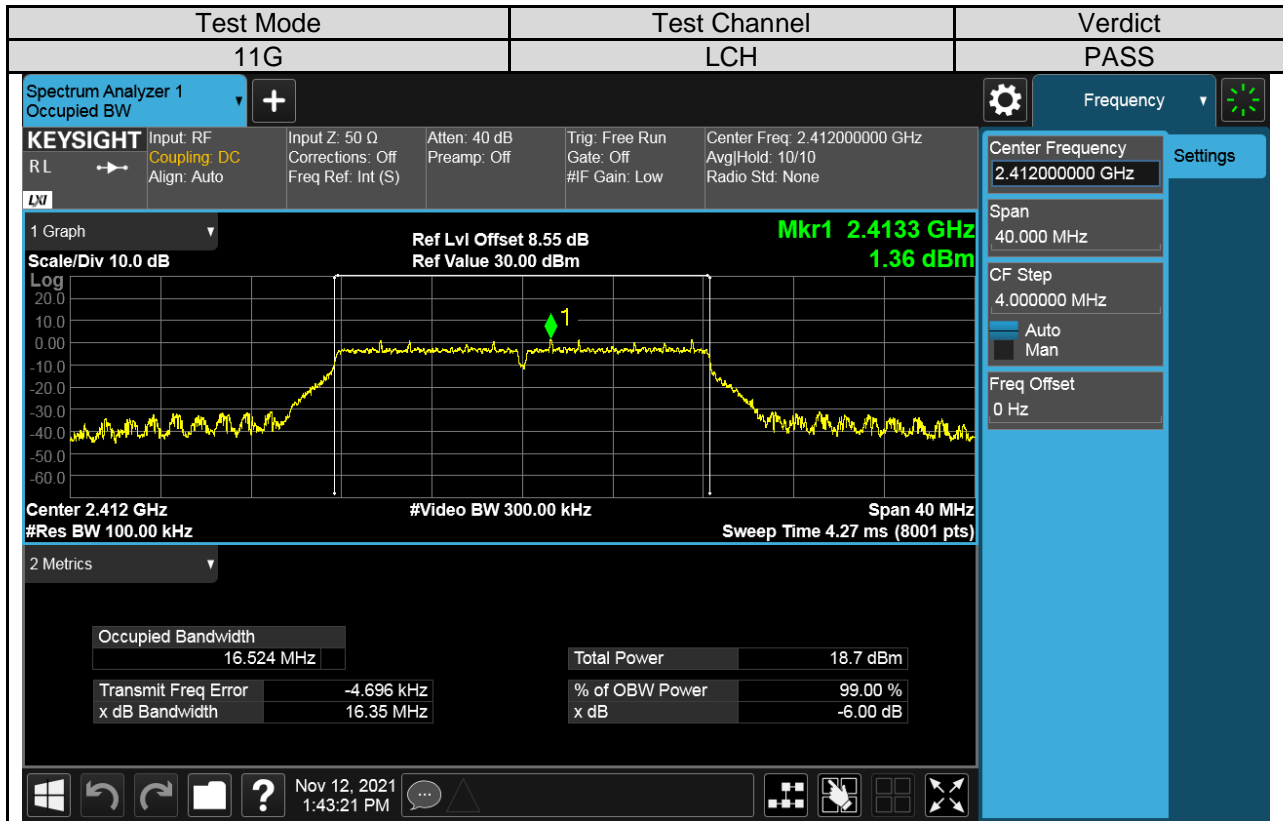 Test Mode Test Channel Verdict
11G LCH PASS
Spectrum Analyzer 1
Occupied BW
Frequency
KEYSIGHT Input: RF Input Z: 50 Ω Atten: 40 dB Trig: Free Run Center Freq: 2.412000000 GHz
RL Coupling: DC Corrections: Off Preamp: Off Gate: Off Avg|Hold: 10/10
Align: Auto Freq Ref: Int (S) #IF Gain: Low Radio Std: None
LXI
Center Frequency
2.412000000 GHz
Settings
Span
40.000 MHz
CF Step
4.000000 MHz
Auto
Man
Freq Offset
0 Hz
1 Graph
Ref Lvl Offset 8.55 dB
Mkr1 2.4133 GHz
Scale/Div 10.0 dB
Ref Value 30.00 dBm
1.36 dBm
Log
20.0
10.0
1
0.00
-10.0
-20.0
-30.0
-40.0
-50.0
-60.0
Center 2.412 GHz #Video BW 300.00 kHz Span 40 MHz
#Res BW 100.00 kHz Sweep Time 4.27 ms (8001 pts)
2 Metrics
Occupied Bandwidth
16.524 MHz
Total Power 18.7 dBm
Transmit Freq Error -4.696 kHz % of OBW Power 99.00 %
x dB Bandwidth 16.35 MHz x dB -6.00 dB
Nov 12, 2021
1:43:21 PM